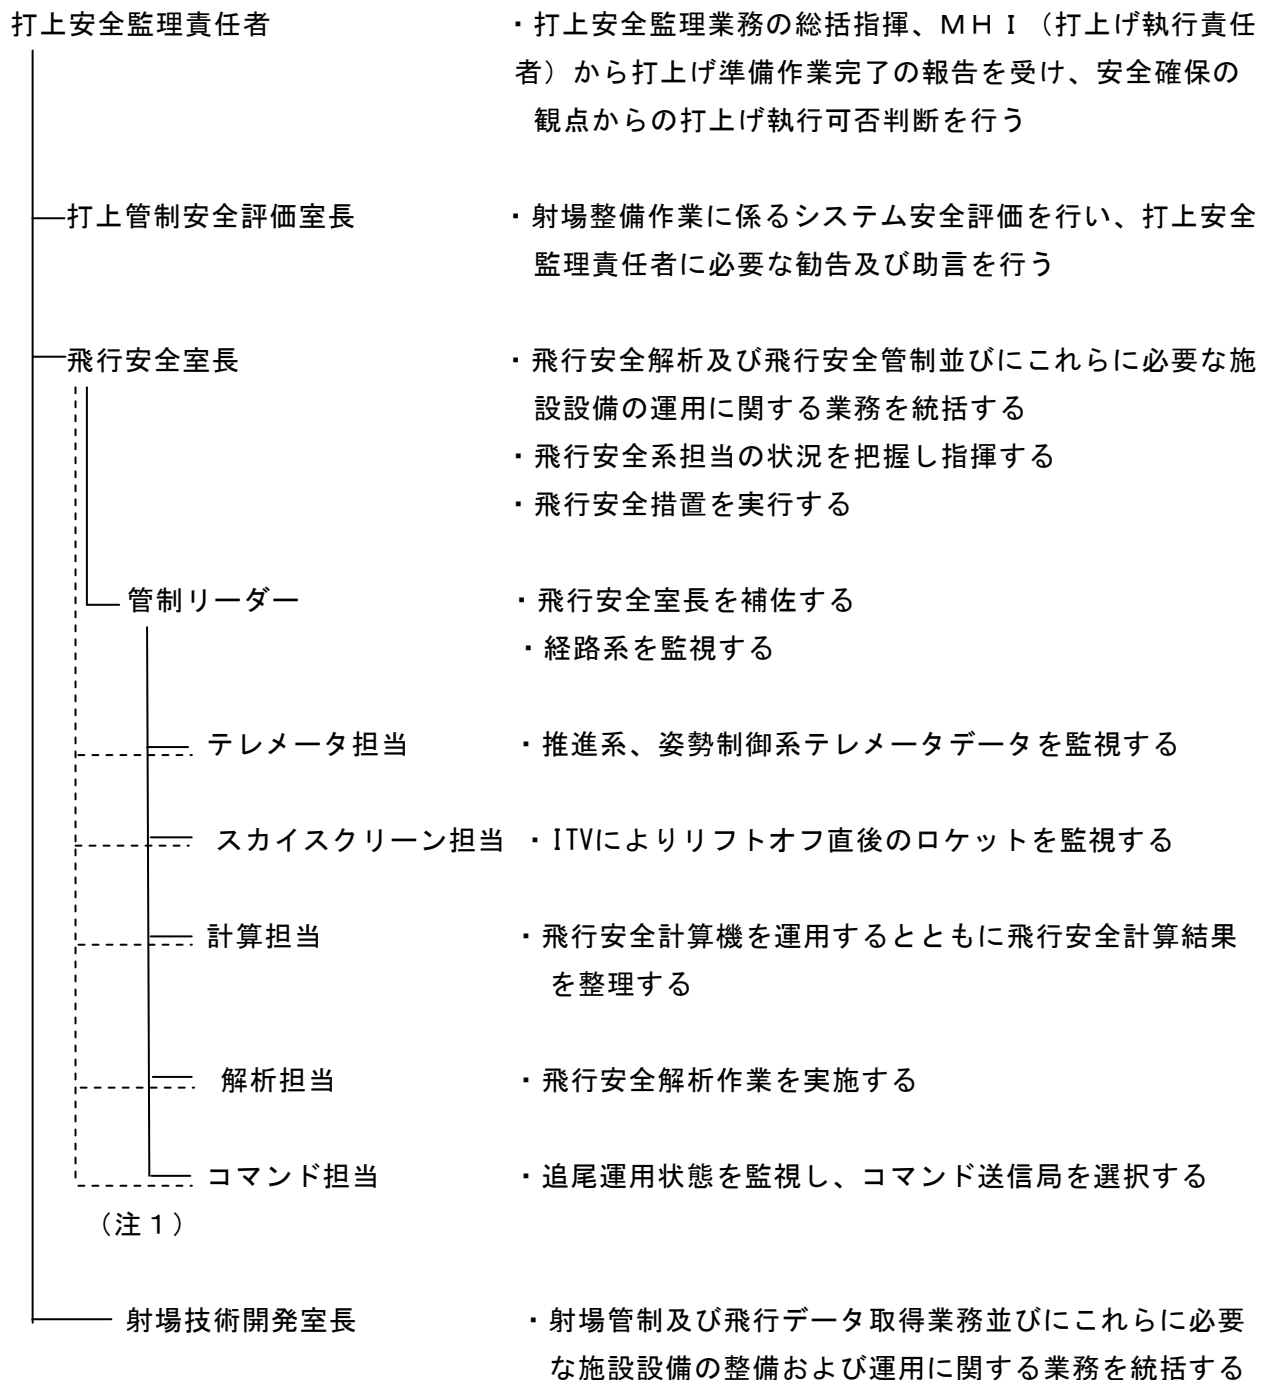 打上安全監理責任者 ・打上安全監理業務の総括指揮、ＭＨＩ（打上げ執行責任
者）から打上げ準備作業完了の報告を受け、安全確保の
観点からの打上げ執行可否判断を行う
打上管制安全評価室長 ・射場整備作業に係るシステム安全評価を行い、打上安全
監理責任者に必要な勧告及び助言を行う
飛行安全室長 ・飛行安全解析及び飛行安全管制並びにこれらに必要な施
設設備の運用に関する業務を統括する
・飛行安全系担当の状況を把握し指揮する
・飛行安全措置を実行する
管制リーダー ・飛行安全室長を補佐する
・経路系を監視する
テレメータ担当 ・推進系、姿勢制御系テレメータデータを監視する
スカイスクリーン担当 ・ITVによりリフトオフ直後のロケットを監視する
計算担当 ・飛行安全計算機を運用するとともに飛行安全計算結果
を整理する
解析担当 ・飛行安全解析作業を実施する
コマンド担当 ・追尾運用状態を監視し、コマンド送信局を選択する
（注１）
射場技術開発室長 ・射場管制及び飛行データ取得業務並びにこれらに必要
な施設設備の整備および運用に関する業務を統括する